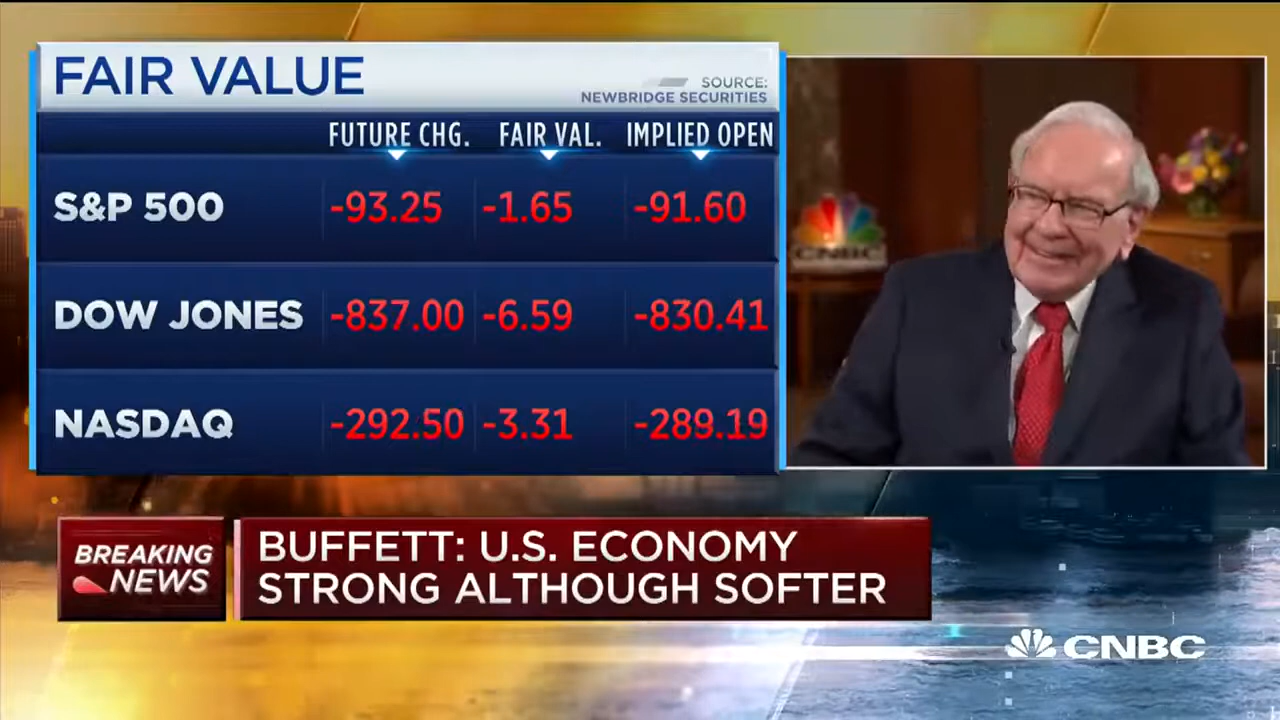 FAIR VALUE
SOURCE:
NEWBRIDGE SECURITIES
FUTURE CHG. FAIR VAL. IMPLIED OPEN
S&P 500 -93.25 -1.65 -91.60
DOW JONES -837.00 -6.59 -830.41
NASDAQ -292.50 -3.31 -289.19
CNBC
BREAKING NEWS
BUFFETT: U.S. ECONOMY
STRONG ALTHOUGH SOFTER
CNBC